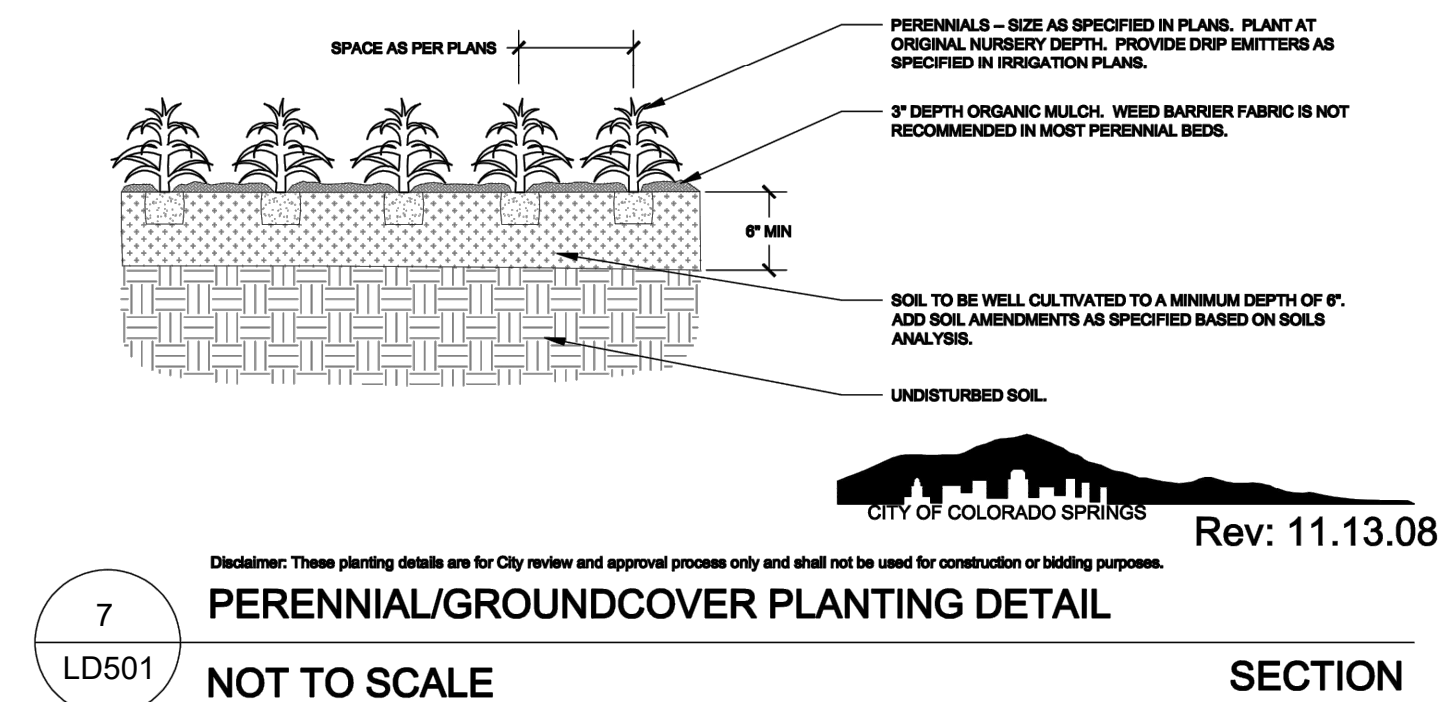 SPACE AS PER PLANS
PERENNIALS – SIZE AS SPECIFIED IN PLANS. PLANT AT
ORIGINAL NURSERY DEPTH. PROVIDE DRIP EMITTERS AS
SPECIFIED IN IRRIGATION PLANS.
3" DEPTH ORGANIC MULCH. WEED BARRIER FABRIC IS NOT
RECOMMENDED IN MOST PERENNIAL BEDS.
6" MIN
SOIL TO BE WELL CULTIVATED TO A MINIMUM DEPTH OF 6".
ADD SOIL AMENDMENTS AS SPECIFIED BASED ON SOILS
ANALYSIS.
UNDISTURBED SOIL.
CITY OF COLORADO SPRINGS
Rev: 11.13.08
Disclaimer: These planting details are for City review and approval process only and shall not be used for construction or bidding purposes.
7
PERENNIAL/GROUNDCOVER PLANTING DETAIL
LD501
NOT TO SCALE
SECTION